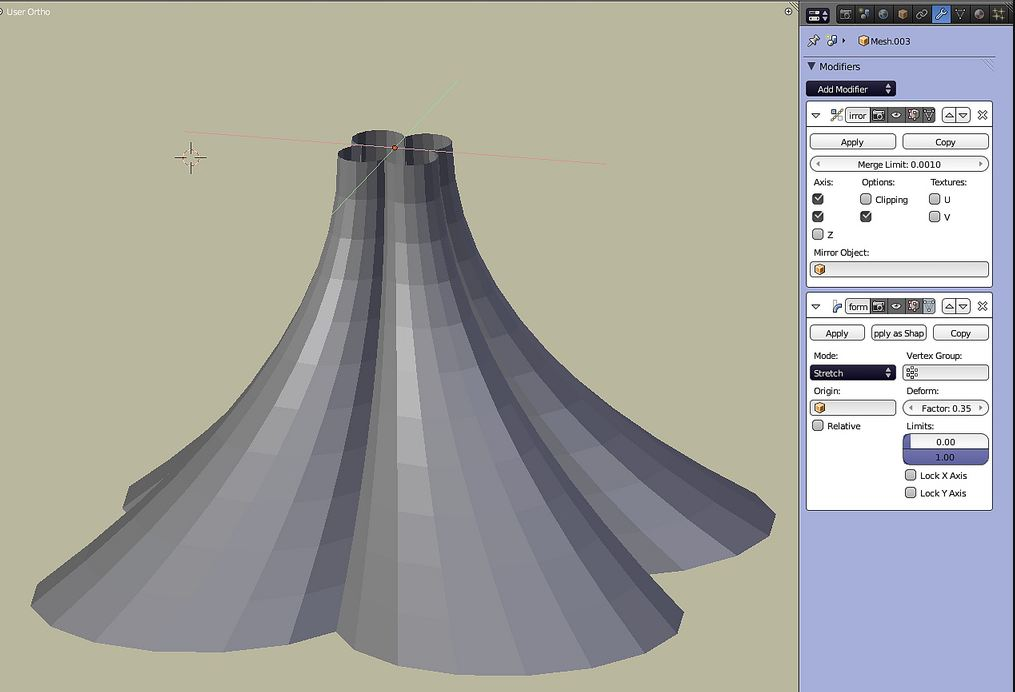 User Ortho
Mesh.003
Modifiers
Add Modifier
irror
Apply
Copy
Merge Limit: 0.0010
Axis:
Options:
Textures:
Clipping
U
V
Z
Mirror Object:
form
Apply
pply as Shap
Copy
Mode:
Vertex Group:
Stretch
Origin:
Deform:
Factor: 0.35
Relative
Limits:
0.00
1.00
Lock X Axis
Lock Y Axis